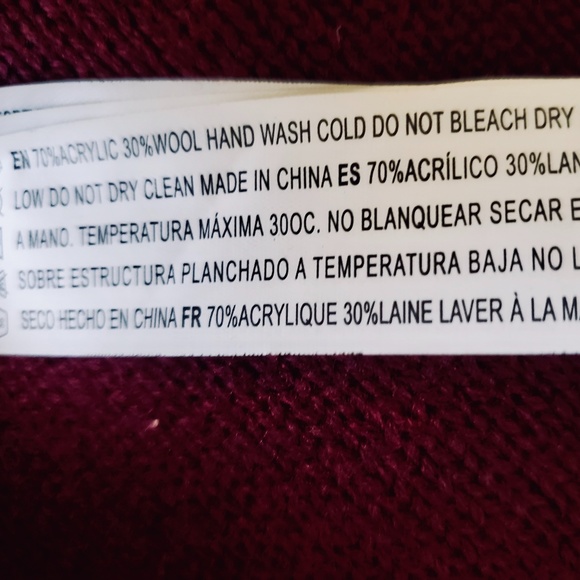 EN 70%ACRYLIC 30%WOOL HAND WASH COLD DO NOT BLEACH DRY
LOW DO NOT DRY CLEAN MADE IN CHINA ES 70%ACRÍLICO 30%LAN
A MANO. TEMPERATURA MÁXIMA 30OC. NO BLANQUEAR SECAR E
SOBRE ESTRUCTURA PLANCHADO A TEMPERATURA BAJA NO L
SECO HECHO EN CHINA FR 70%ACRYLIQUE 30%LAINE LAVER À LA M